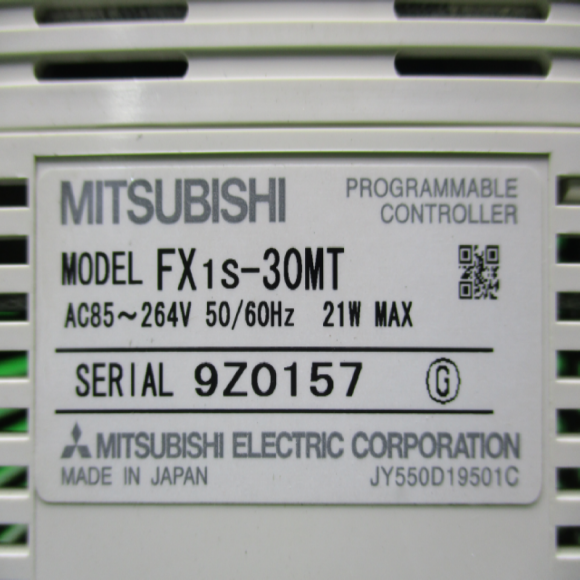 MITSUBISHI PROGRAMMABLE CONTROLLER
MODEL FX1S-30MT
AC85～264V 50/60Hz 21W MAX
SERIAL 9Z0157 G
MITSUBISHI ELECTRIC CORPORATION
MADE IN JAPAN JY550D19501C